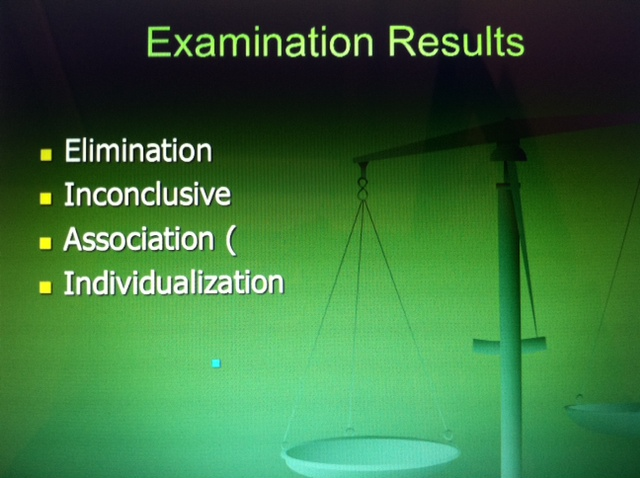 Examination Results
Elimination
Inconclusive
Association (
Individualization